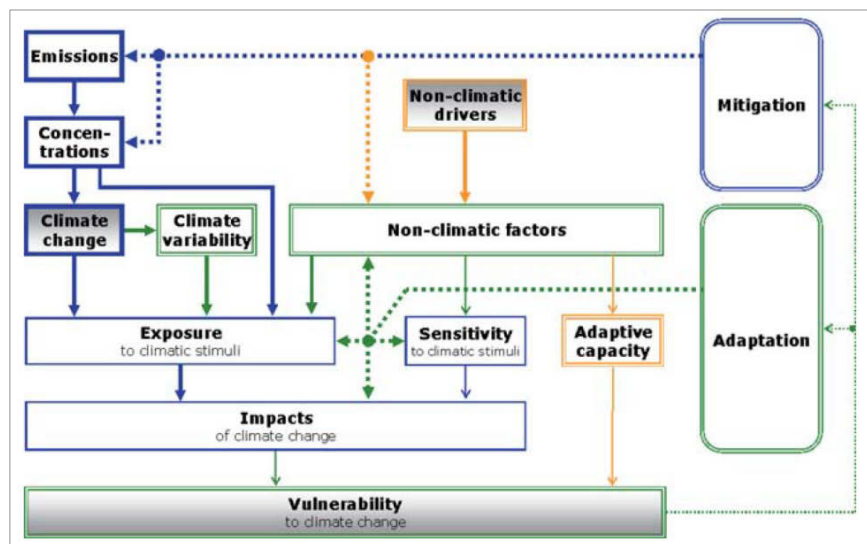 Emissions
Mitigation
Non-climatic
drivers
Concen-
trations
Climate
change
Climate
variability
Non-climatic factors
Exposure
to climatic stimuli
Sensitivity
to climatic stimuli
Adaptive
capacity
Adaptation
Impacts
of climate change
Vulnerability
to climate change